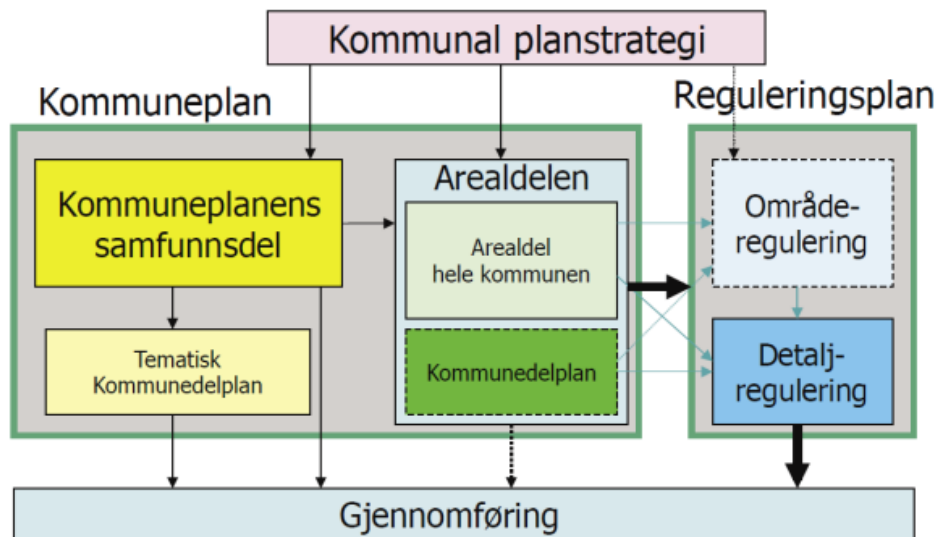 Kommunal planstrategi
Kommuneplan
Reguleringsplan
Kommuneplanens
samfunnsdel
Arealdelen
Arealdel
hele kommunen
Kommunedelplan
Tematisk
Kommunedelplan
Område-
regulering
Detalj-
regulering
Gjennomføring